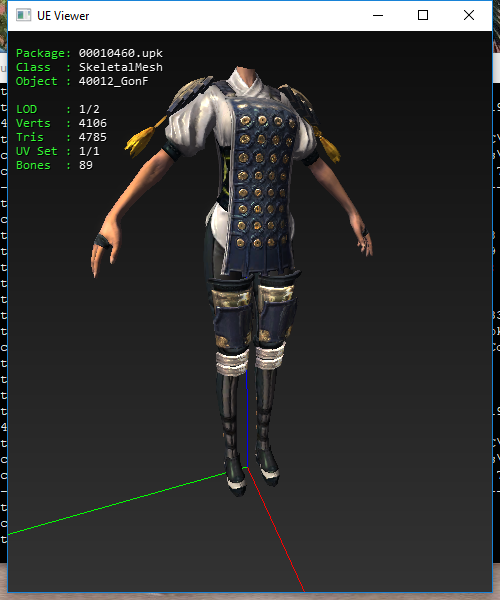 UE Viewer
Package: 00010460.upk
Class  : SkeletalMesh
Object : 40012_GonF
LOD    : 1/2
Verts  : 4106
Tris   : 4785
UV Set : 1/1
Bones  : 89